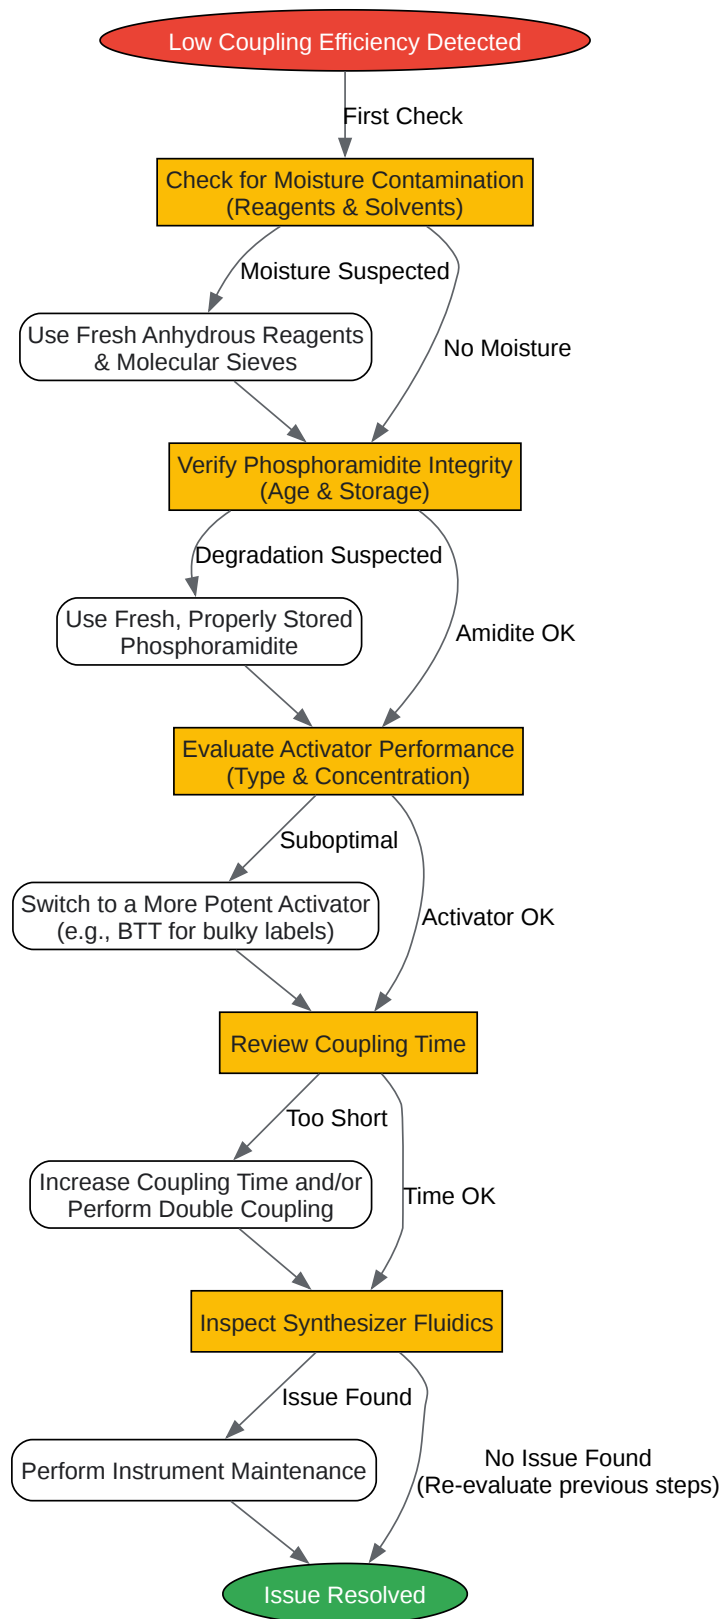 Low Coupling Efficiency Detected
First Check
Check for Moisture Contamination
(Reagents & Solvents)
Moisture Suspected
Use Fresh Anhydrous Reagents
& Molecular Sieves
No Moisture
Verify Phosphoramidite Integrity
(Age & Storage)
Degradation Suspected
Use Fresh, Properly Stored
Phosphoramidite
Amidite OK
Evaluate Activator Performance
(Type & Concentration)
Suboptimal
Switch to a More Potent Activator
(e.g., BTT for bulky labels)
Activator OK
Review Coupling Time
Too Short
Increase Coupling Time and/or
Perform Double Coupling
Time OK
Inspect Synthesizer Fluidics
Issue Found
Perform Instrument Maintenance
No Issue Found
(Re-evaluate previous steps)
Issue Resolved